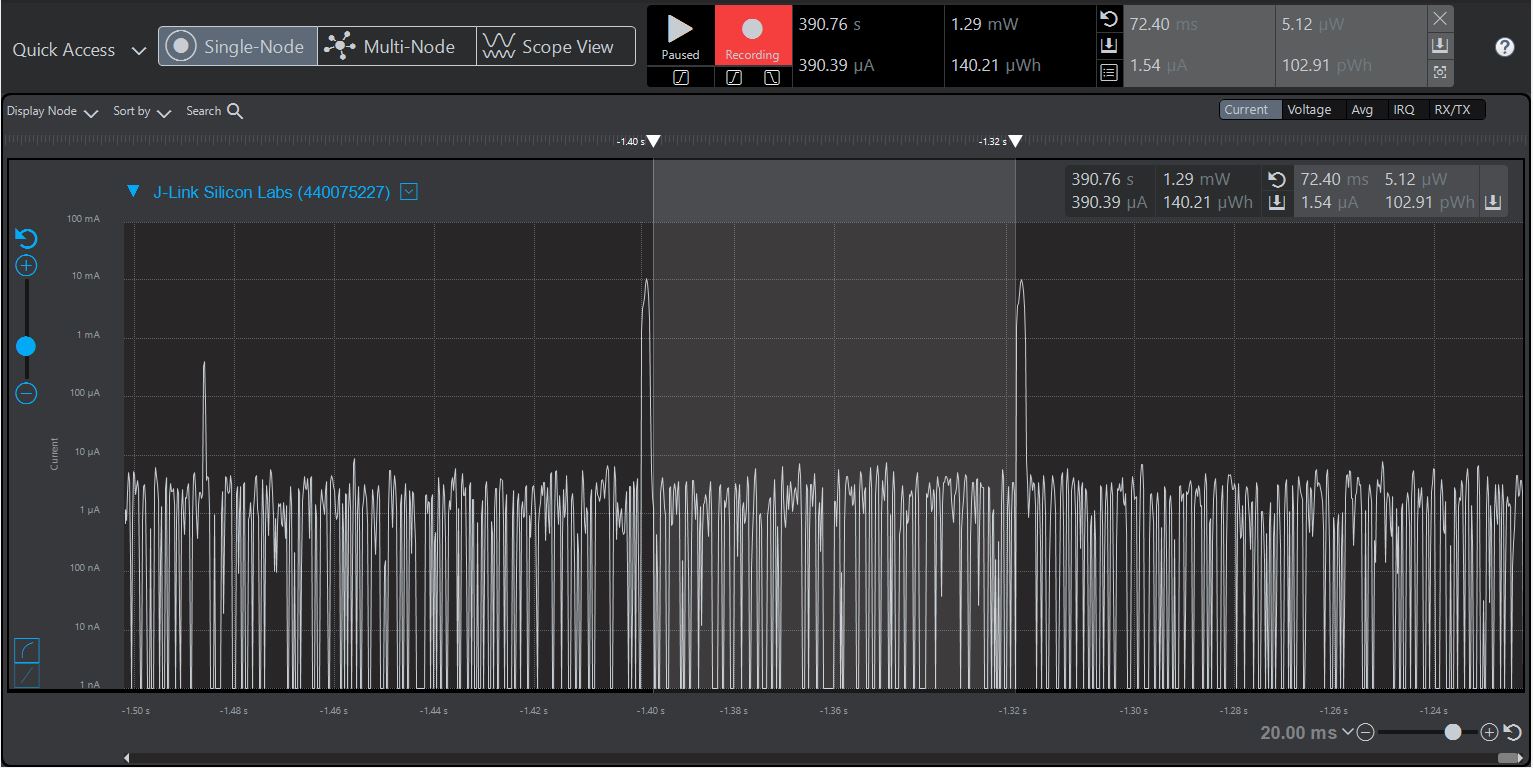 Quick Access
Single-Node
Multi-Node
Scope View
Paused
Recording
390.76 s
390.39 µA
1.29 mW
140.21 µWh
72.40 ms
1.54 µA
5.12 µW
102.91 pWh
Display Node
Sort by
Search
Current
Voltage
Avg
IRQ
RX/TX
-1.40 s
-1.32 s
J-Link Silicon Labs (440075227)
390.76 s
390.39 µA
1.29 mW
140.21 µWh
72.40 ms
1.54 µA
5.12 µW
102.91 pWh
100 mA
10 mA
1 mA
100 µA
10 µA
1 µA
100 nA
10 nA
1 nA
Current
-1.50 s
-1.48 s
-1.46 s
-1.44 s
-1.42 s
-1.40 s
-1.38 s
-1.36 s
-1.32 s
-1.30 s
-1.28 s
-1.26 s
-1.24 s
20.00 ms